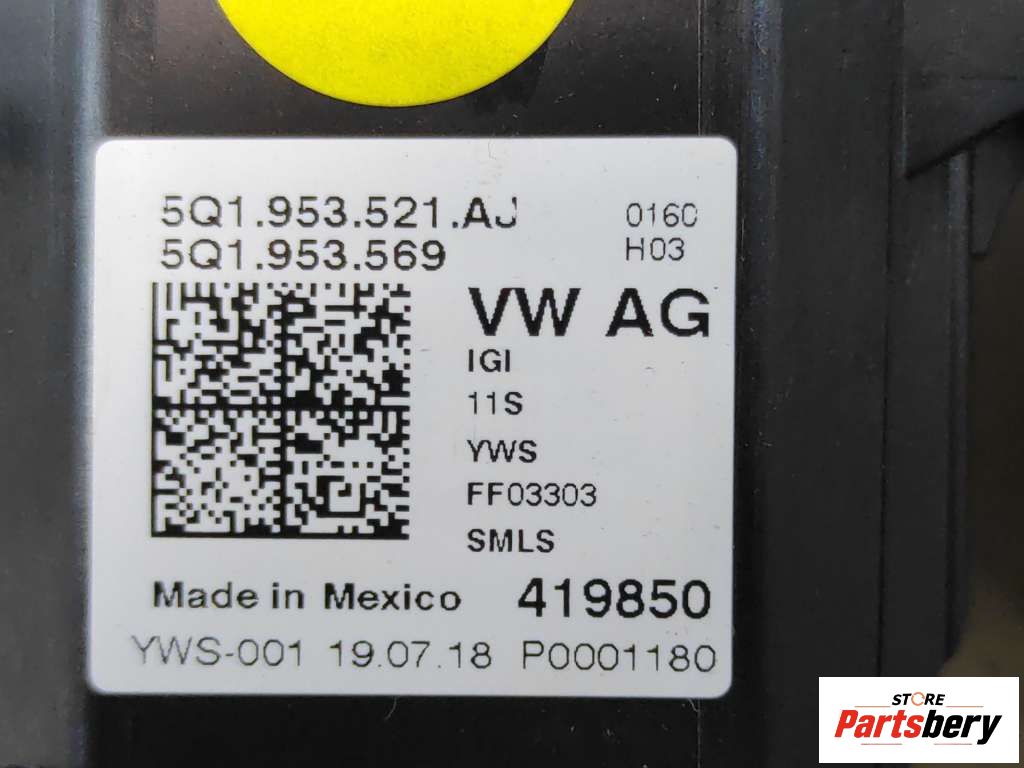 5Q1.953.521.AJ 0160
5Q1.953.569 H03
VW AG
IGI
11S
YWS
FF03303
SMLS
Made in Mexico 419850
YWS-001 19.07.18 P0001180
STORE
Partsbery